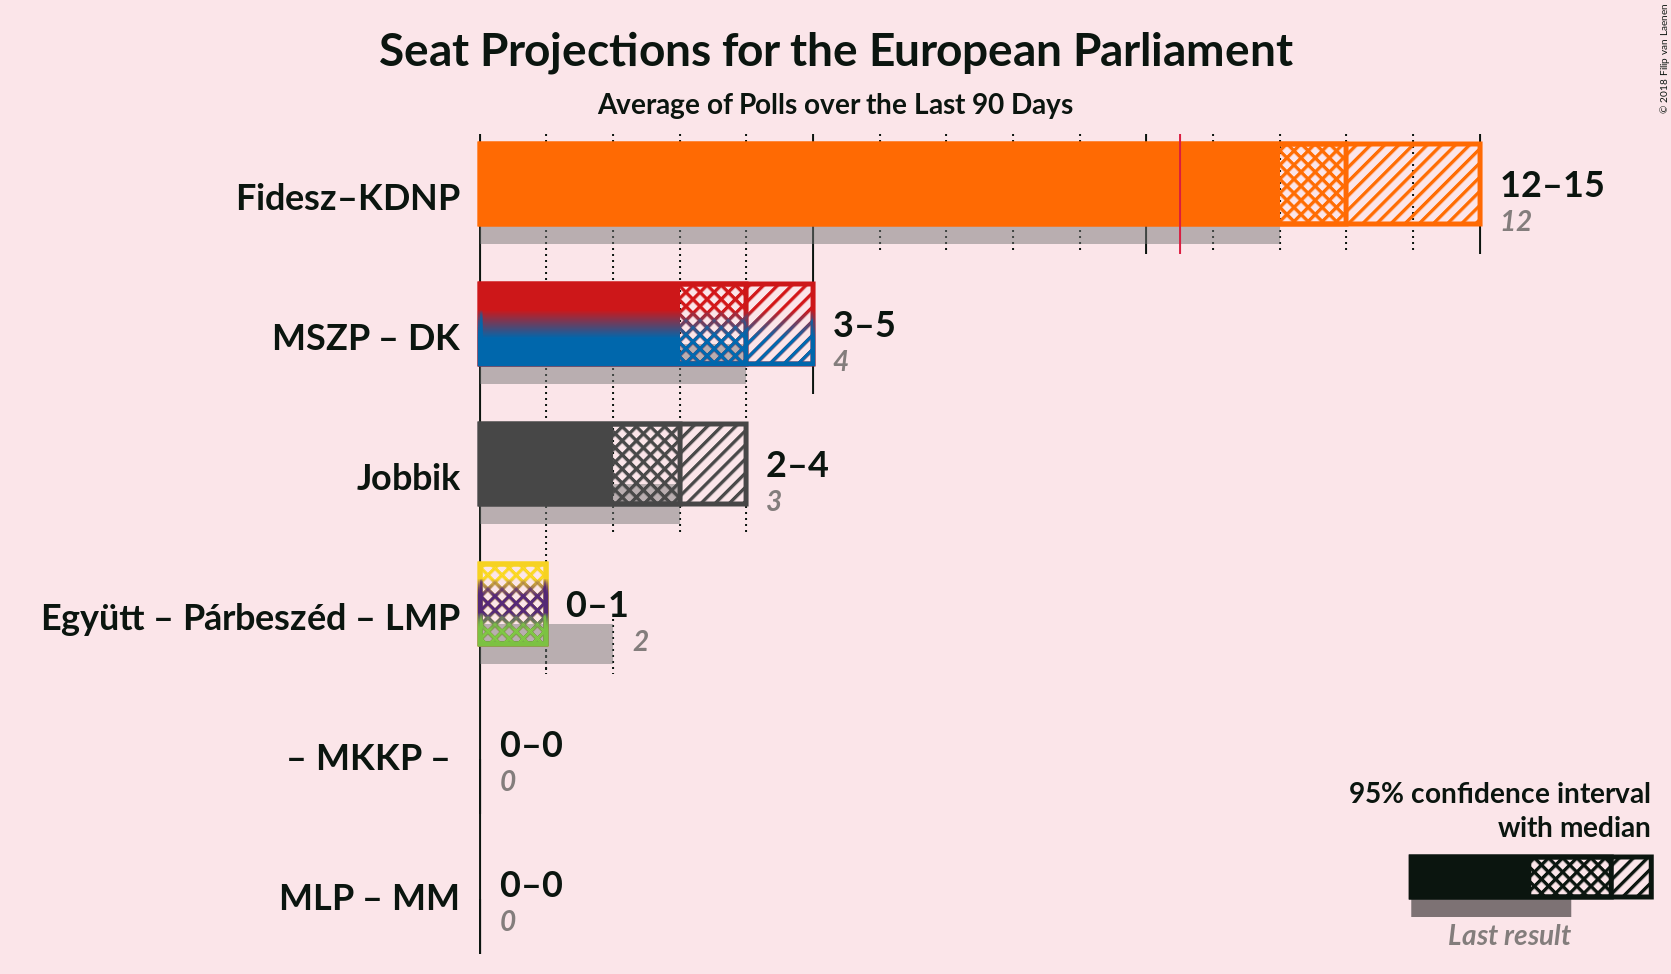 Seat Projections for the European Parliament
Average of Polls over the Last 90 Days
© 2018 Filip van Laenen
Fidesz–KDNP
12–15
12
MSZP – DK
3–5
4
Jobbik
2–4
3
Együtt – Párbeszéd – LMP
0–1
2
– MKKP –
0–0
0
MLP – MM
0–0
0
95% confidence interval
with median
Last result